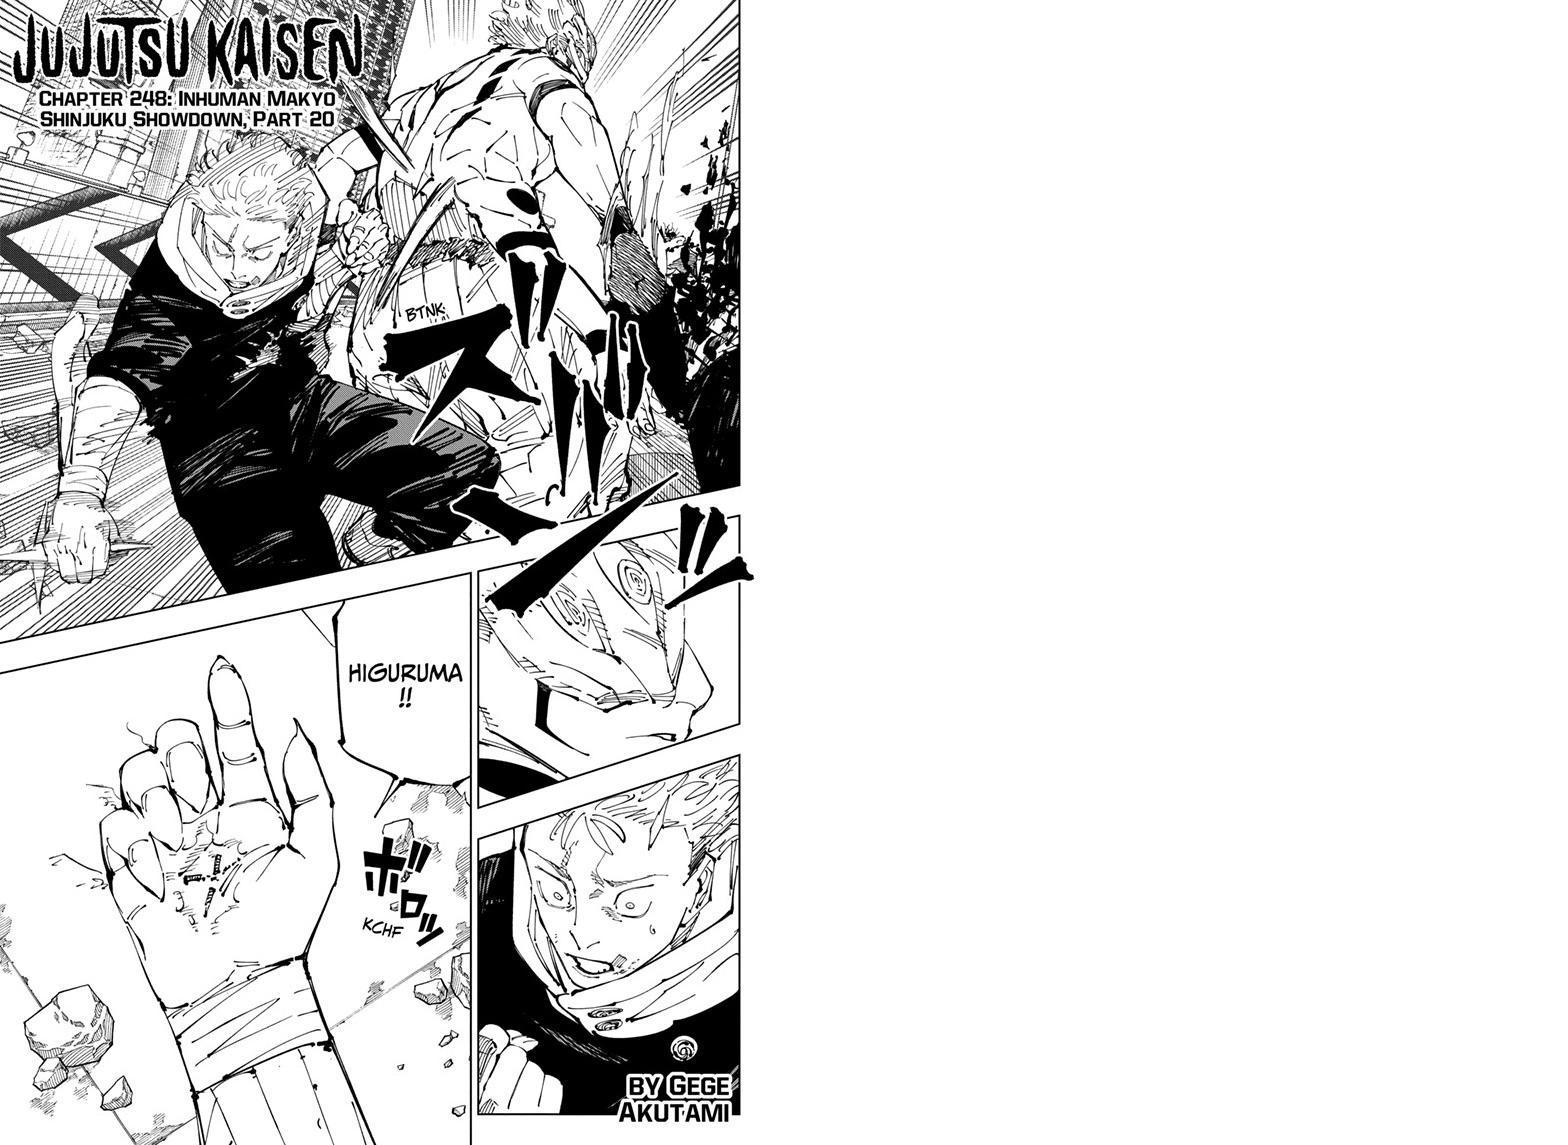 JUJUTSU KAISEN
CHAPTER 248: INHUMAN MAKYO
SHINJUKU SHOWDOWN, PART 20
BTNK
HIGURUMA
!!
ボロッ
KCHF
BY GEGE
AKUTAMI